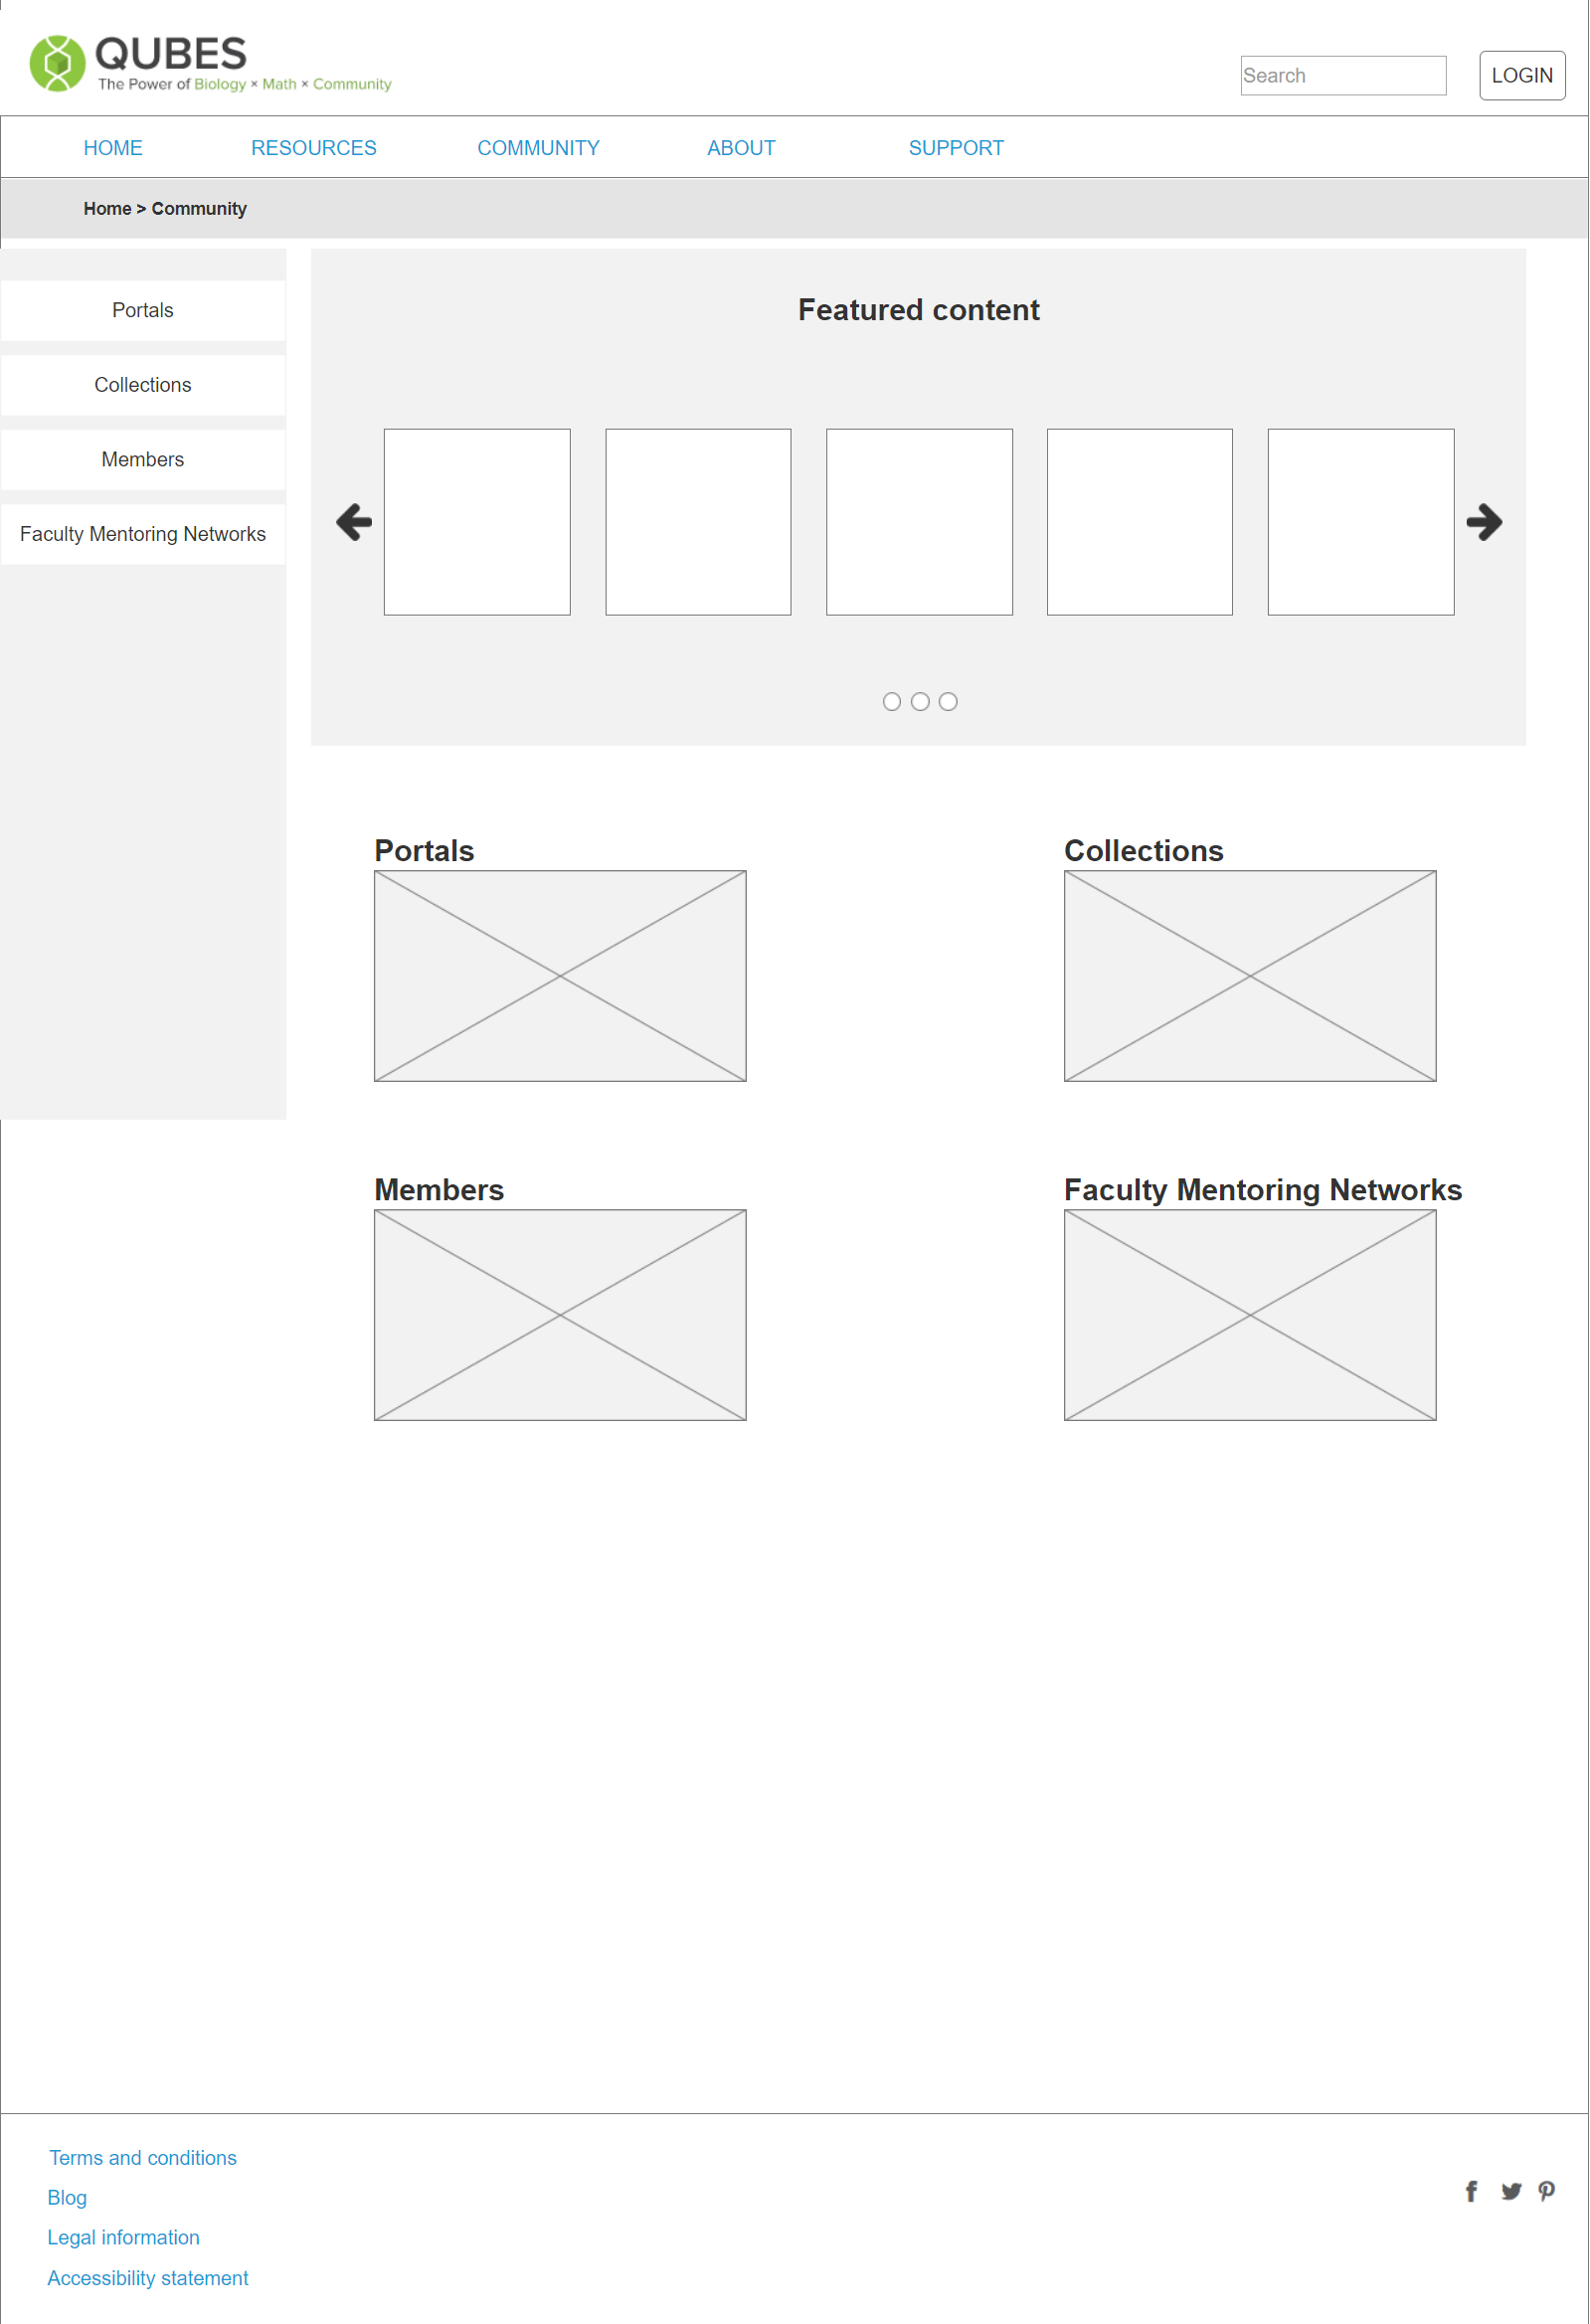 QUBES
The Power of Biology × Math × Community
Search
LOGIN
HOME RESOURCES COMMUNITY ABOUT SUPPORT
Home > Community
Portals
Collections
Members
Faculty Mentoring Networks
Featured content
Portals
Collections
Members
Faculty Mentoring Networks
Terms and conditions
Blog
Legal information
Accessibility statement